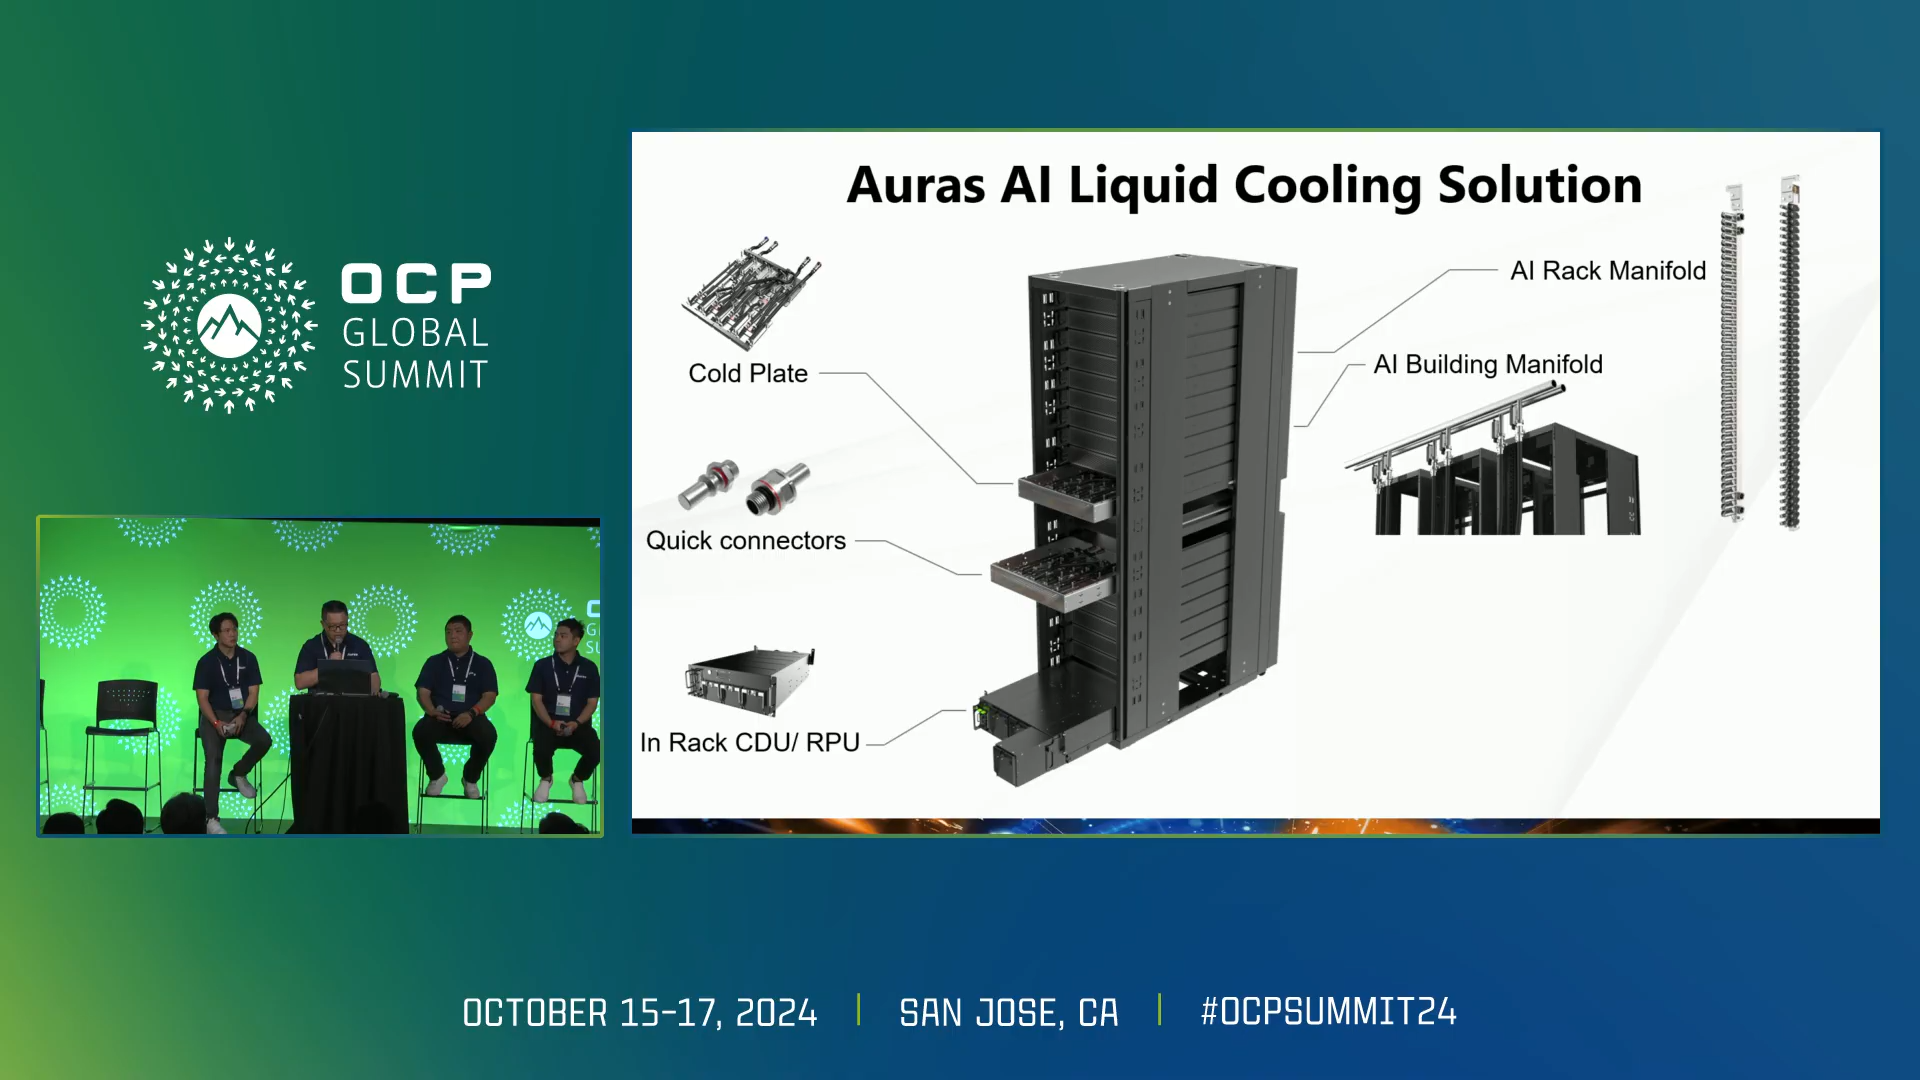 OCP
GLOBAL
SUMMIT
Auras AI Liquid Cooling Solution
Cold Plate
Quick connectors
In Rack CDU/ RPU
AI Rack Manifold
AI Building Manifold
OCTOBER 15-17, 2024
SAN JOSE, CA
#OCPSUMMIT24